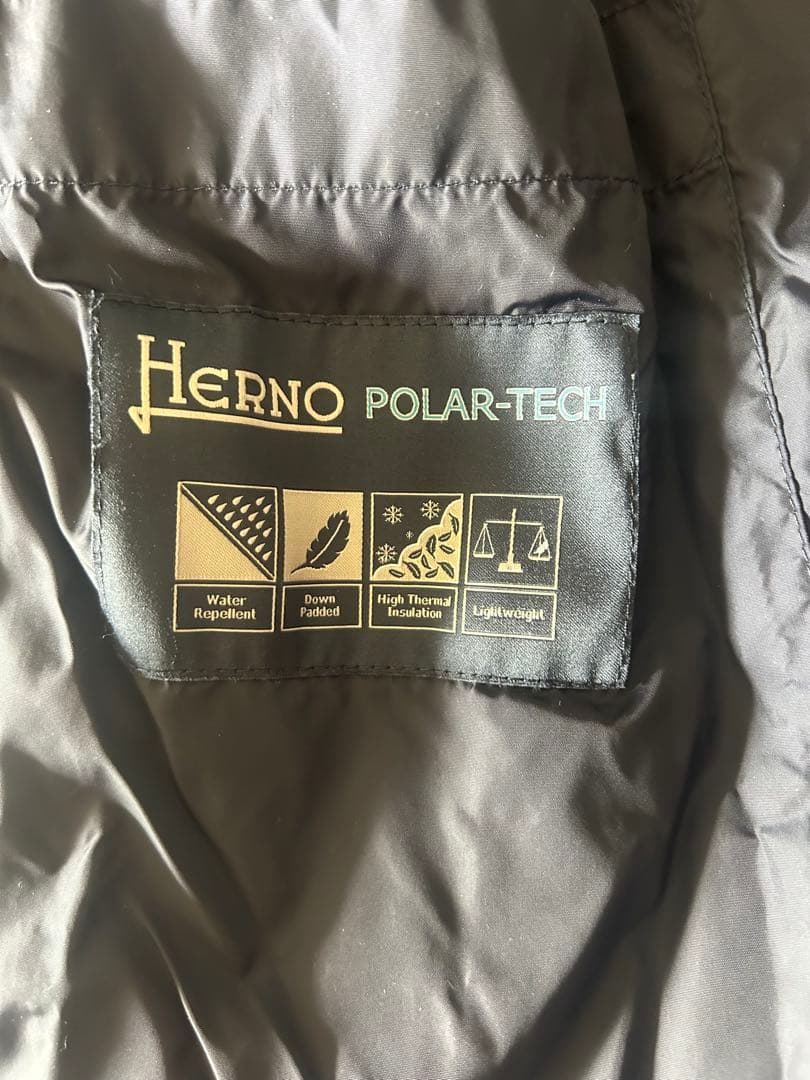 HERNO POLAR-TECH
Water Repellent
Down Padded
High Thermal Insulation
Lightweight